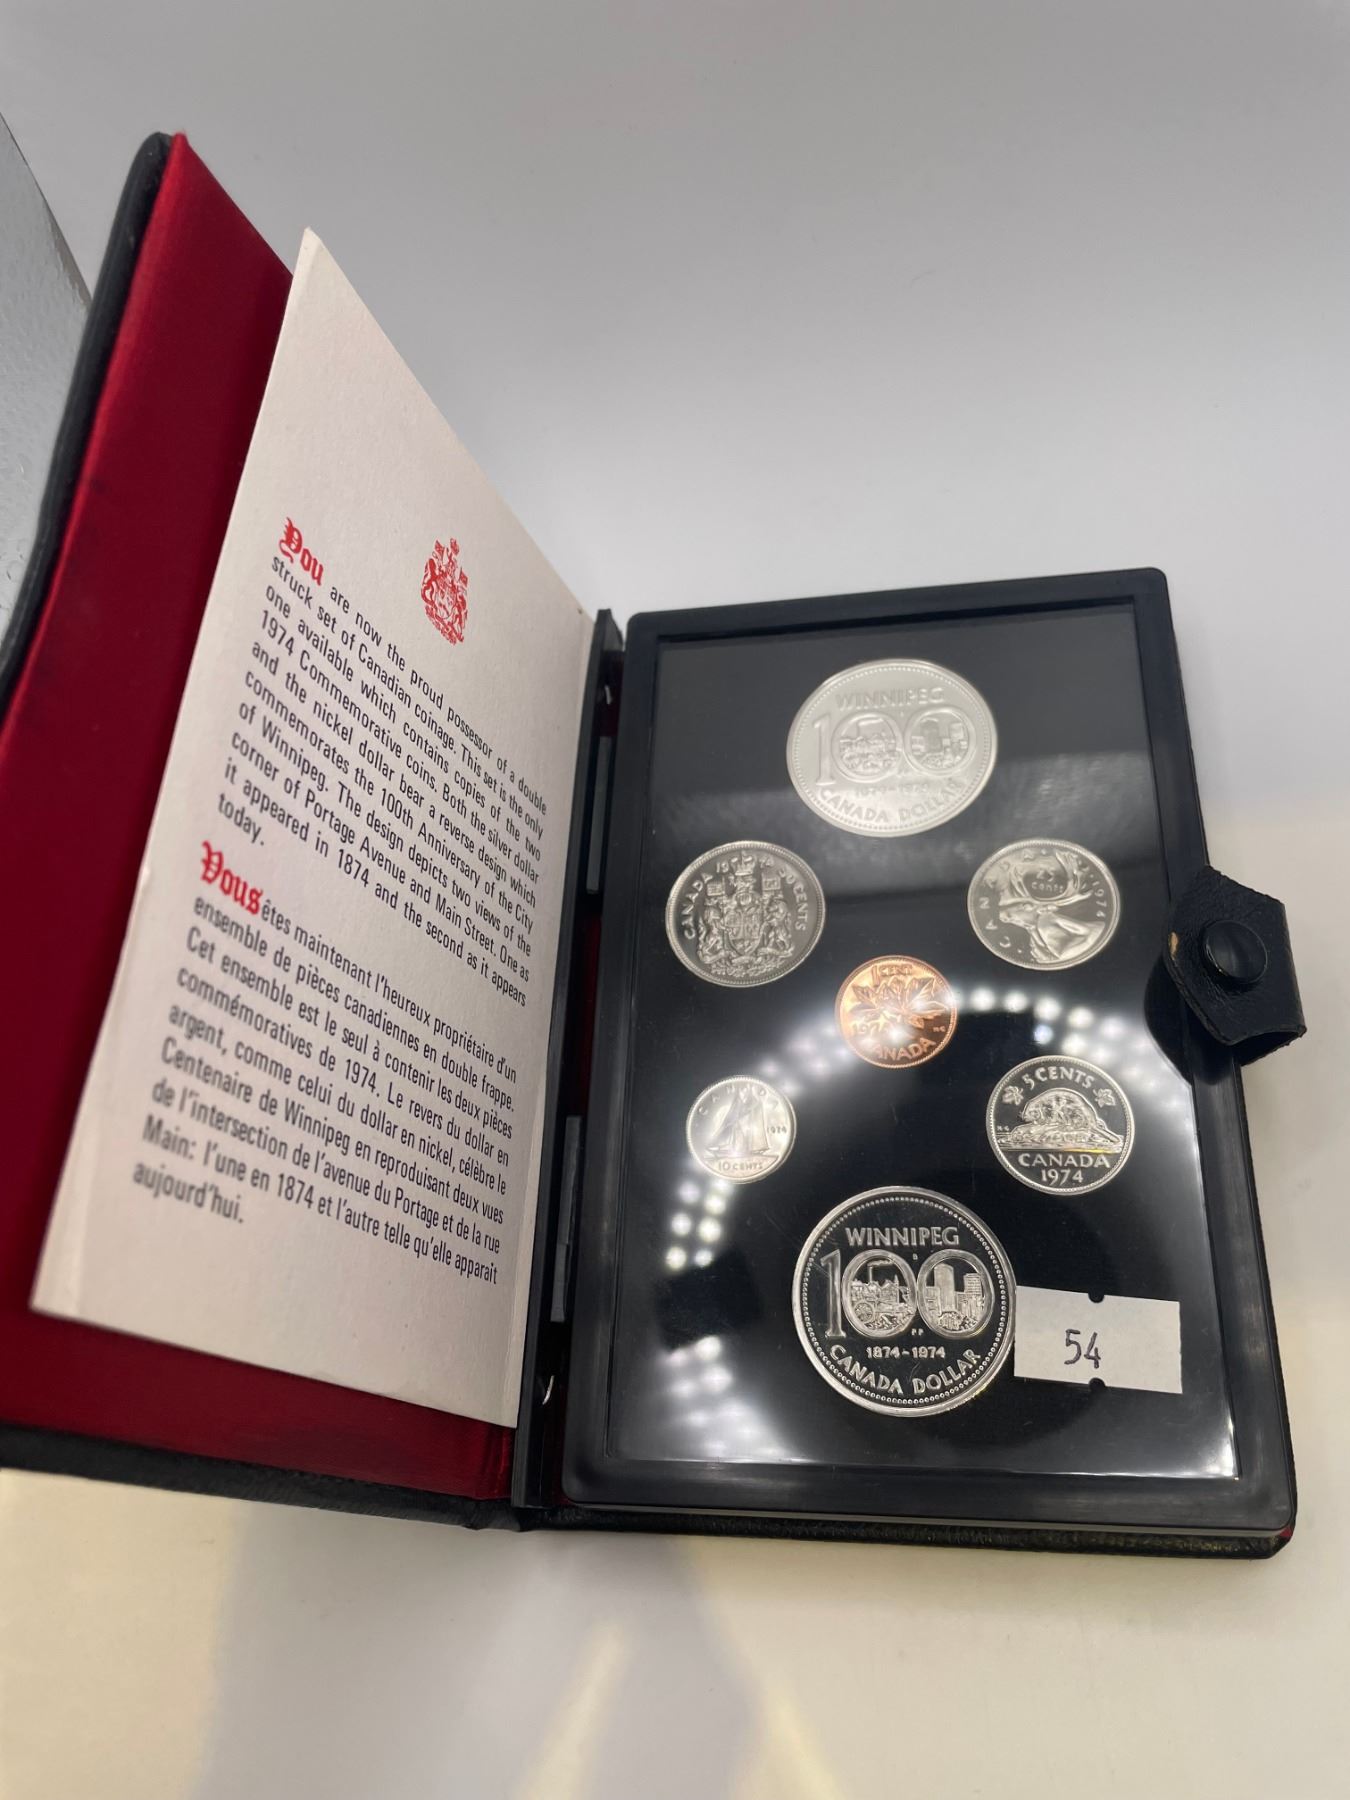 You are now the proud possessor of a double
struck set of Canadian coinage. This set is the only
one available which contains copies of the two
1974 Commemorative coins. Both the silver dollar
and the nickel dollar bear a reverse design which
commemorates the 100th Anniversary of the City
of Winnipeg. The design depicts two views of the
corner of Portage Avenue and Main Street. One as
it appeared in 1874 and the second as it appears
today.
Vous êtes maintenant l'heureux propriétaire d'un
ensemble de pièces canadiennes en double frappe.
Cet ensemble est le seul à contenir les deux pièces
commémoratives de 1974. Le revers du dollar en
argent, comme celui du dollar en nickel, célèbre le
Centenaire de Winnipeg en reproduisant deux vues
de l'intersection de l'avenue du Portage et de la rue
Main: l'une en 1874 et l'autre telle qu'elle apparaît
aujourd'hui.
WINNIPEG
100
1874-1974
CANADA DOLLAR
CANADA 1974 50 CENTS
CANADA 1974
25
cents
1 CENT
1974
CANADA
CANADA
1974
10 CENTS
5 CENTS
CANADA
1974
WINNIPEG
100
1874-1974
CANADA DOLLAR
54